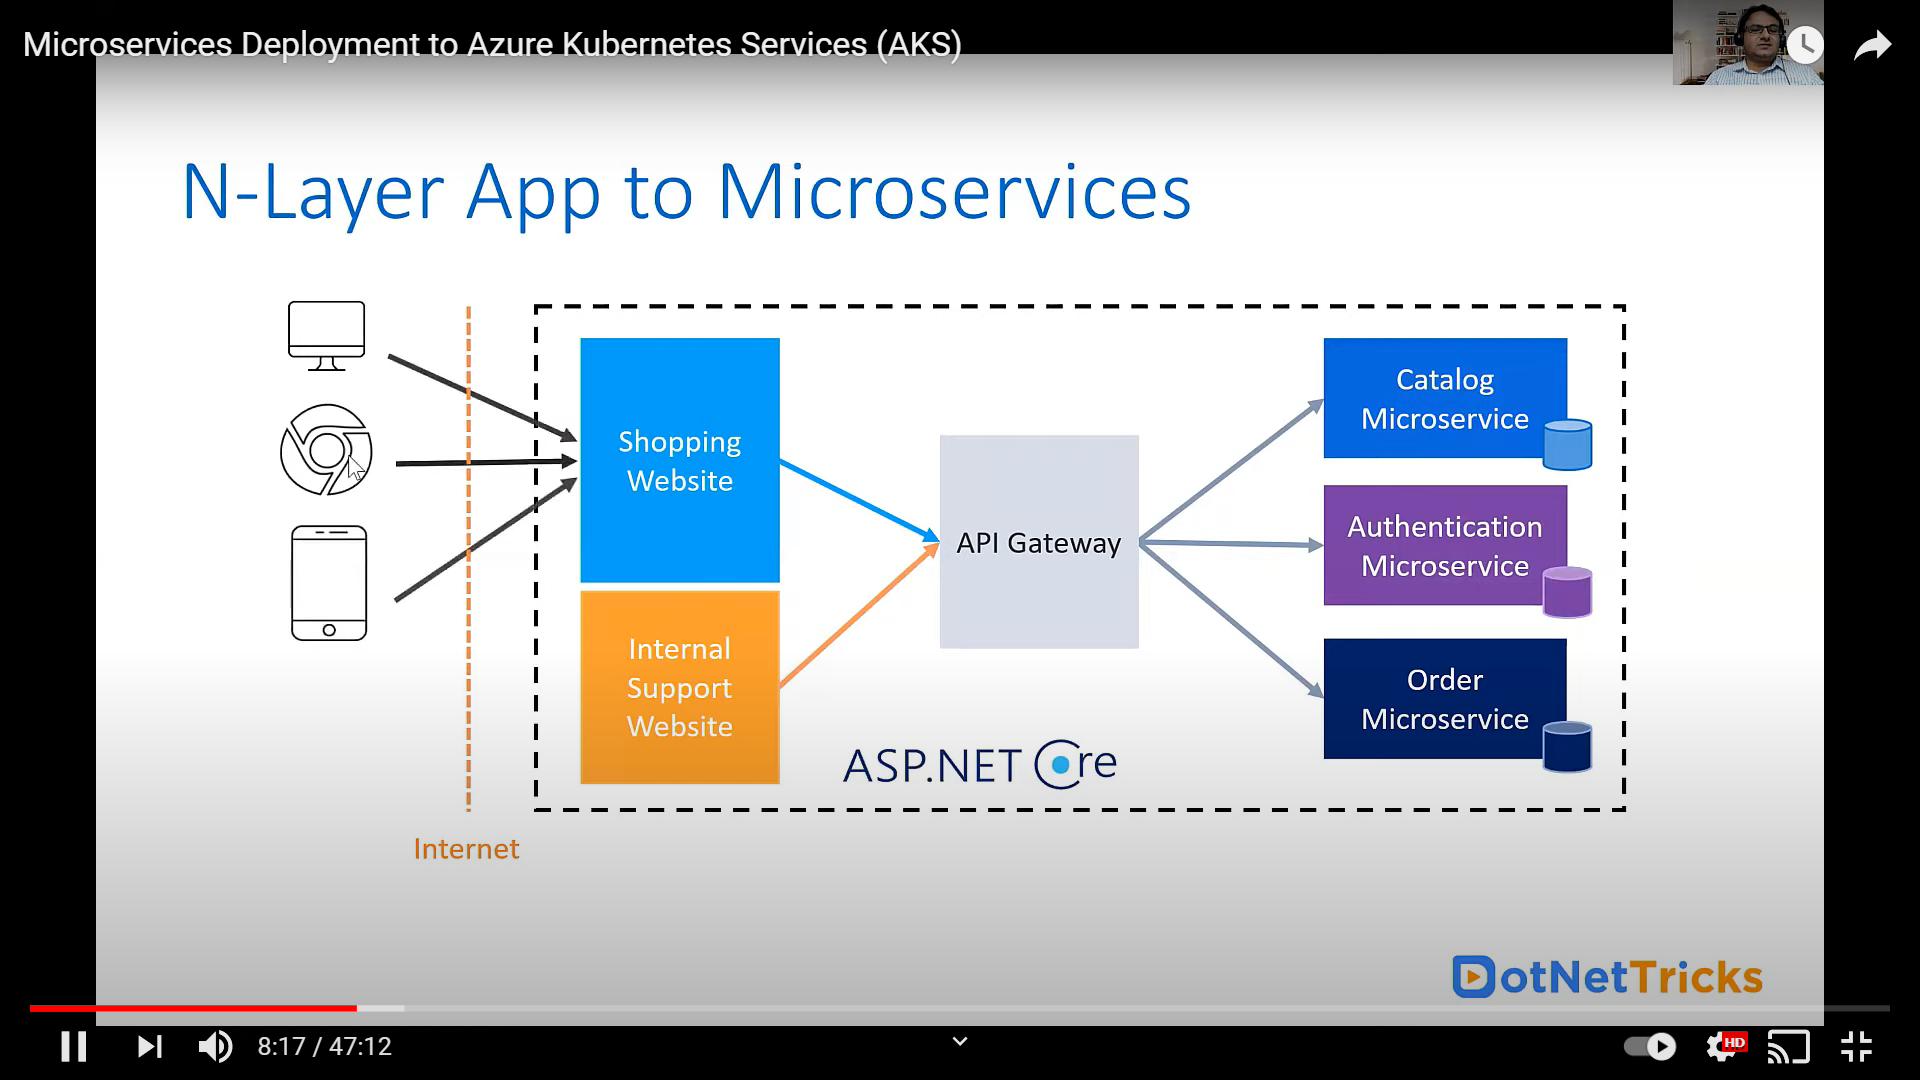 Microservices Deployment to Azure Kubernetes Services (AKS)
N-Layer App to Microservices
Shopping
Website
Internal
Support
Website
API Gateway
Catalog
Microservice
Authentication
Microservice
Order
Microservice
ASP.NET Core
Internet
DotNetTricks
8:17 / 47:12
HD